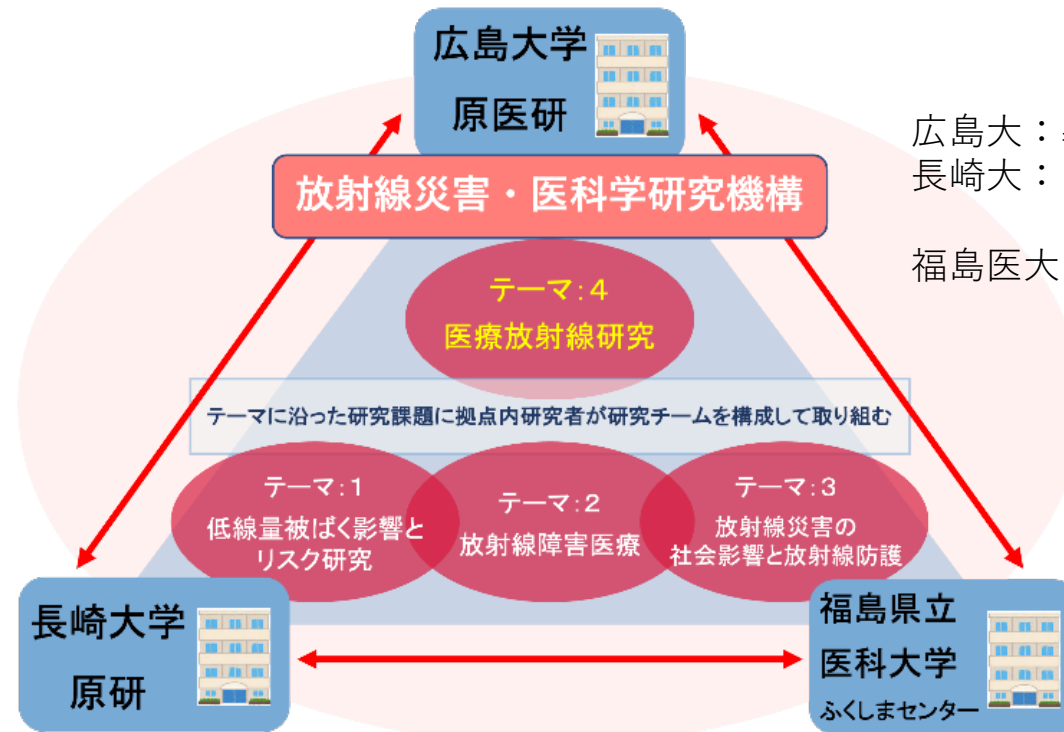 広島大学
原医研
広島大：
長崎大：
福島医大
放射線災害・医科学研究機構
テーマ：4
医療放射線研究
テーマに沿った研究課題に拠点内研究者が研究チームを構成して取り組む
テーマ：1
低線量被ばく影響と
リスク研究
テーマ：2
放射線障害医療
テーマ：3
放射線災害の
社会影響と放射線防護
長崎大学
原研
福島県立
医科大学
ふくしまセンター